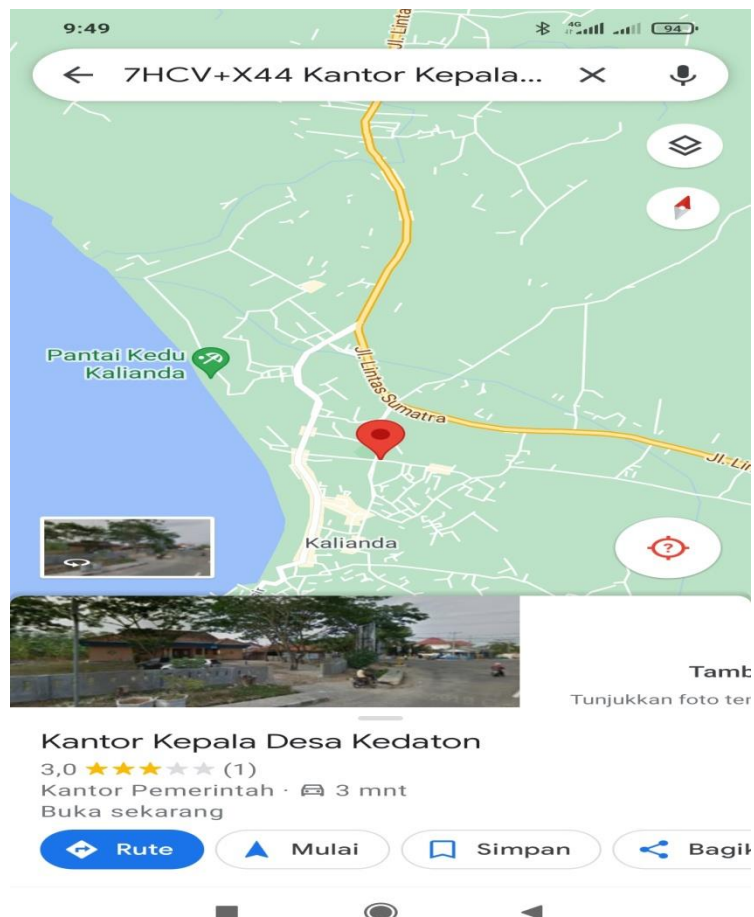 9:49
4G
94
Jl. Linta
7HCV+X44 Kantor Kepala...
Pantai Kedu
Kalianda
Jl. Lintas Sumatra
Jl. Lin
Kalianda
?
Tamb
Tunjukkan foto ter
Kantor Kepala Desa Kedaton
3,0 (1)
Kantor Pemerintah · 3 mnt
Buka sekarang
Rute Mulai Simpan Bagik